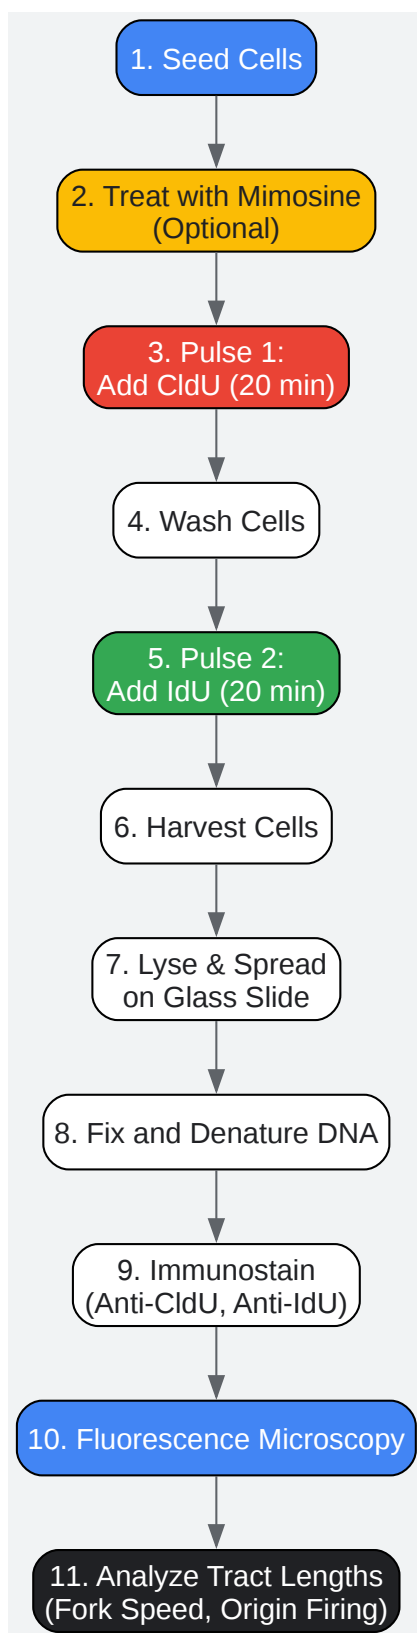 1. Seed Cells
2. Treat with Mimosine
(Optional)
3. Pulse 1:
Add CldU (20 min)
4. Wash Cells
5. Pulse 2:
Add IdU (20 min)
6. Harvest Cells
7. Lyse & Spread
on Glass Slide
8. Fix and Denature DNA
9. Immunostain
(Anti-CldU, Anti-IdU)
10. Fluorescence Microscopy
11. Analyze Tract Lengths
(Fork Speed, Origin Firing)